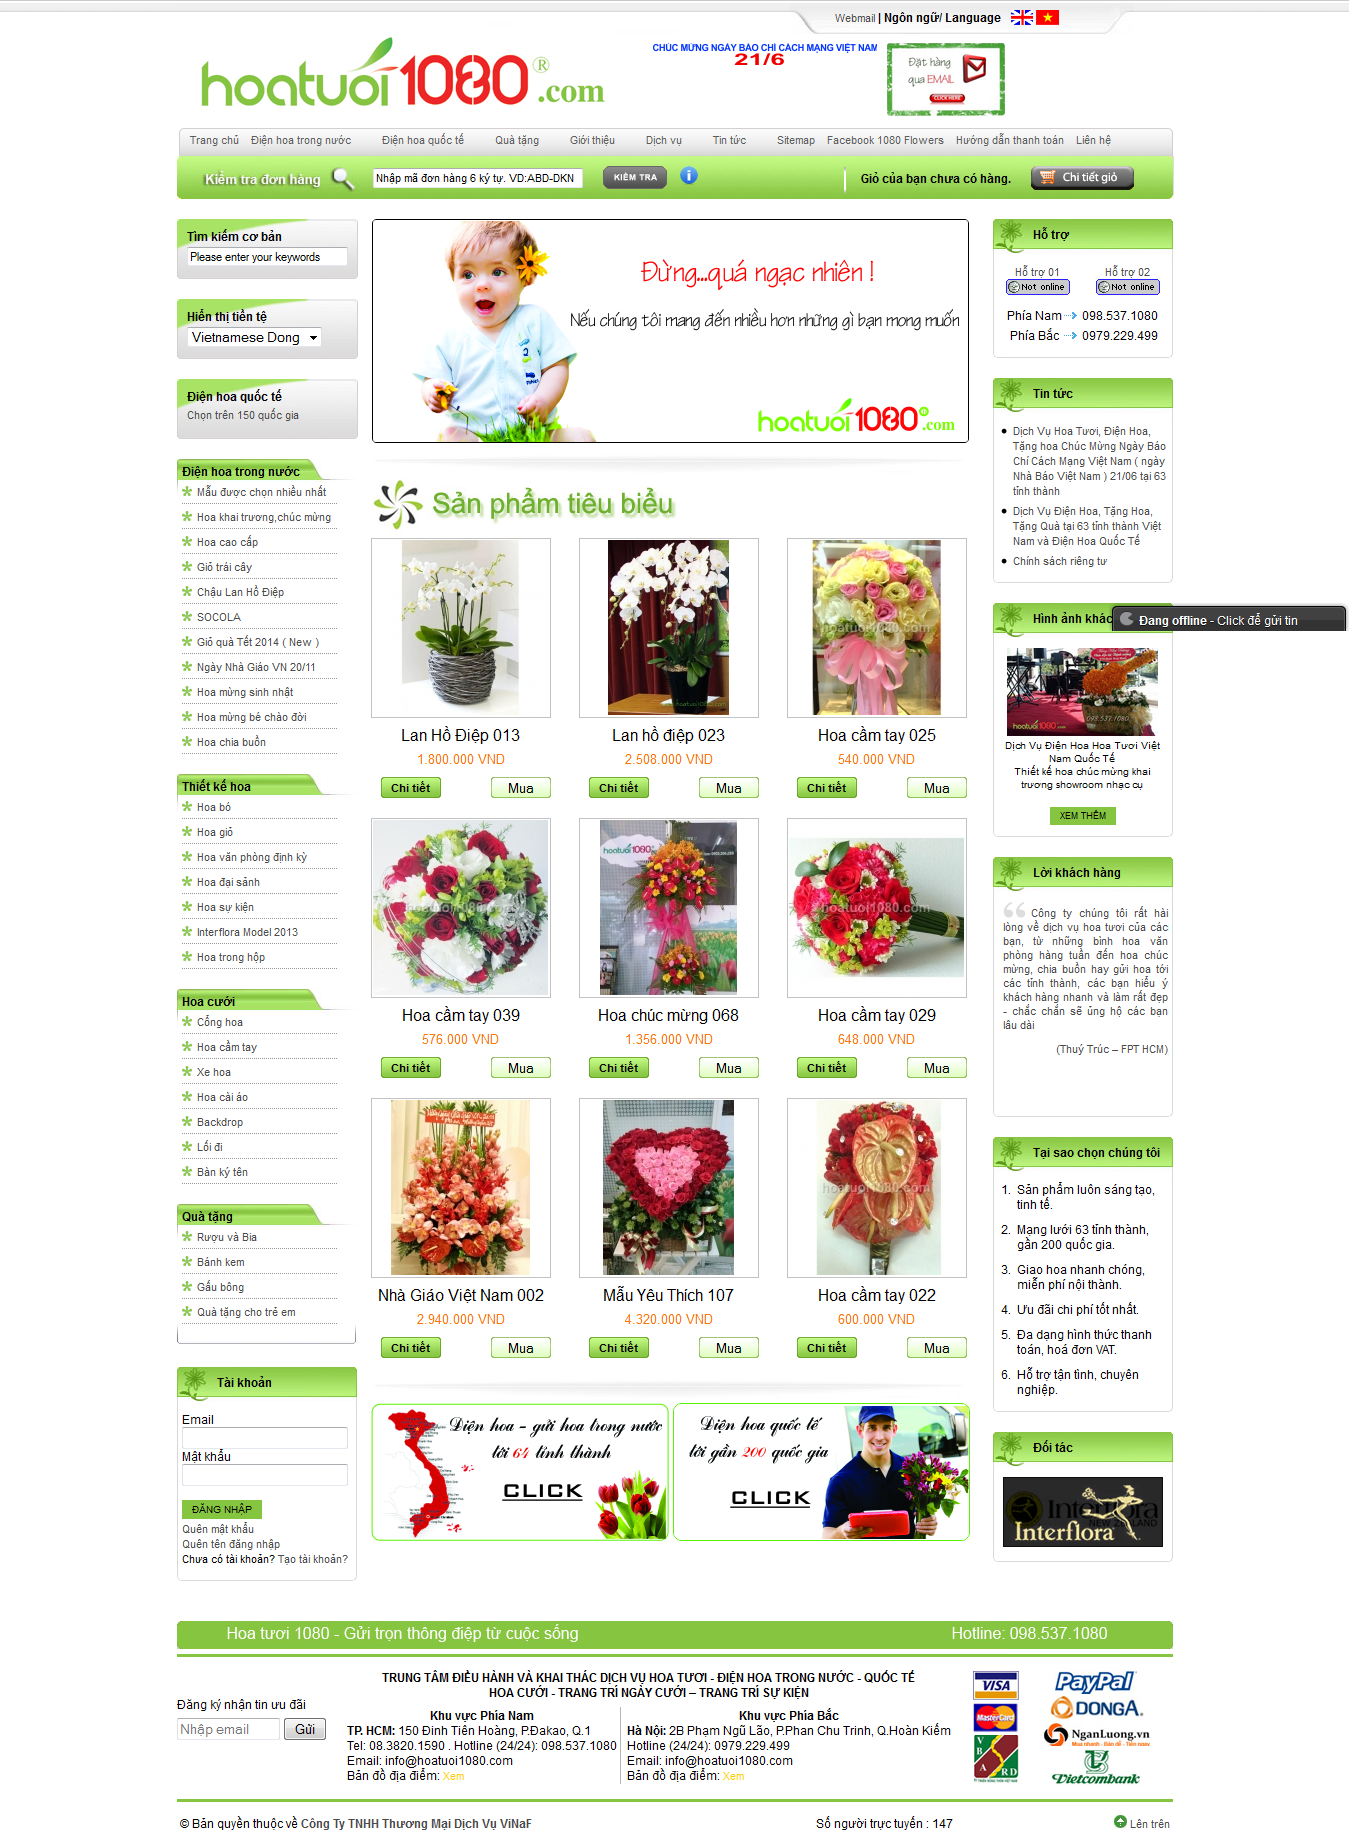 Webmail | Ngôn ngữ/ Language
hoatuoi1080®.com
CHÚC MỪNG NGÀY BÁO CHÍ CÁCH MẠNG VIỆT NAM
21/6
Đặt hàng
qua EMAIL
CLICK HERE
Trang chủ Điện hoa trong nước Điện hoa quốc tế Quà tặng Giới thiệu Dịch vụ Tin tức Sitemap Facebook 1080 Flowers Hướng dẫn thanh toán Liên hệ
Kiểm tra đơn hàng Nhập mã đơn hàng 6 ký tự. VD:ABD-DKN KIỂM TRA Giỏ của bạn chưa có hàng. Chi tiết giỏ
Tìm kiếm cơ bản
Please enter your keywords
Hiển thị tiền tệ
Vietnamese Dong
Điện hoa quốc tế
Chọn trên 150 quốc gia
Điện hoa trong nước
Mẫu được chọn nhiều nhất
Hoa khai trương,chúc mừng
Hoa cao cấp
Giỏ trái cây
Chậu Lan Hồ Điệp
SOCOLA
Giỏ quà Tết 2014 ( New )
Ngày Nhà Giáo VN 20/11
Hoa mừng sinh nhật
Hoa mừng bé chào đời
Hoa chia buồn
Thiết kế hoa
Hoa bó
Hoa giỏ
Hoa văn phòng định kỳ
Hoa đại sảnh
Hoa sự kiện
Interflora Model 2013
Hoa trong hộp
Hoa cưới
Cổng hoa
Hoa cầm tay
Xe hoa
Hoa cài áo
Backdrop
Lối đi
Bàn ký tên
Quà tặng
Rượu và Bia
Bánh kem
Gấu bông
Quà tặng cho trẻ em
Tài khoản
Email
Mật khẩu
ĐĂNG NHẬP
Quên mật khẩu
Quên tên đăng nhập
Chưa có tài khoản? Tạo tài khoản?
Đừng...quá ngạc nhiên !
Nếu chúng tôi mang đến nhiều hơn những gì bạn mong muốn
hoatuoi1080®.com
Sản phẩm tiêu biểu
Lan Hồ Điệp 013 Lan hồ điệp 023 Hoa cầm tay 025
1.800.000 VND 2.508.000 VND 540.000 VND
Chi tiết Mua Chi tiết Mua Chi tiết Mua
Hoa cầm tay 039 Hoa chúc mừng 068 Hoa cầm tay 029
576.000 VND 1.356.000 VND 648.000 VND
Chi tiết Mua Chi tiết Mua Chi tiết Mua
Nhà Giáo Việt Nam 002 Mẫu Yêu Thích 107 Hoa cầm tay 022
2.940.000 VND 4.320.000 VND 600.000 VND
Chi tiết Mua Chi tiết Mua Chi tiết Mua
Điện hoa - gửi hoa trong nước
tới 64 tỉnh thành
CLICK
Điện hoa quốc tế
tới gần 200 quốc gia
CLICK
Hỗ trợ
Hỗ trợ 01 Hỗ trợ 02
Not online Not online
Phía Nam 098.537.1080
Phía Bắc 0979.229.499
Tin tức
Dịch Vụ Hoa Tươi, Điện Hoa,
Tặng hoa Chúc Mừng Ngày Báo
Chí Cách Mạng Việt Nam ( ngày
Nhà Báo Việt Nam ) 21/06 tại 63
tỉnh thành
Dịch Vụ Điện Hoa, Tặng Hoa,
Tặng Quà tại 63 tỉnh thành Việt
Nam và Điện Hoa Quốc Tế
Chính sách riêng tư
Hình ảnh khác
Đang offline - Click để gửi tin
Dịch Vụ Điện Hoa Hoa Tươi Việt
Nam Quốc Tế
Thiết kế hoa chúc mừng khai
trương showroom nhạc cụ
XEM THÊM
Lời khách hàng
Công ty chúng tôi rất hài
lòng về dịch vụ hoa tươi của các
bạn, từ những bình hoa văn
phòng hàng tuần đến hoa chúc
mừng, chia buồn hay gửi hoa tới
các tỉnh thành, các bạn hiểu ý
khách hàng nhanh và làm rất đẹp
- chắc chắn sẽ ủng hộ các bạn
lâu dài
(Thuý Trúc – FPT HCM)
Tại sao chọn chúng tôi
1. Sản phẩm luôn sáng tạo,
tinh tế.
2. Mạng lưới 63 tỉnh thành,
gần 200 quốc gia.
3. Giao hoa nhanh chóng,
miễn phí nội thành.
4. Ưu đãi chi phí tốt nhất.
5. Đa dạng hình thức thanh
toán, hoá đơn VAT.
6. Hỗ trợ tận tình, chuyên
nghiệp.
Đối tác
Interflora
Hoa tươi 1080 - Gửi trọn thông điệp từ cuộc sống Hotline: 098.537.1080
Đăng ký nhận tin ưu đãi
Nhập email Gửi
TRUNG TÂM ĐIỀU HÀNH VÀ KHAI THÁC DỊCH VỤ HOA TƯƠI - ĐIỆN HOA TRONG NƯỚC - QUỐC TẾ
HOA CƯỚI - TRANG TRÍ NGÀY CƯỚI – TRANG TRÍ SỰ KIỆN
Khu vực Phía Nam
TP. HCM: 150 Đinh Tiên Hoàng, P.Đakao, Q.1
Tel: 08.3820.1590 . Hotline (24/24): 098.537.1080
Email: info@hoatuoi1080.com
Bản đồ địa điểm: Xem
Khu vực Phía Bắc
Hà Nội: 2B Phạm Ngũ Lão, P.Phan Chu Trinh, Q.Hoàn Kiếm
Hotline (24/24): 0979.229.499
Email: info@hoatuoi1080.com
Bản đồ địa điểm: Xem
VISA
MasterCard
PayPal
DONGA
NganLuong.vn
Vietcombank
© Bản quyền thuộc về Công Ty TNHH Thương Mại Dịch Vụ ViNaF Số người trực tuyến : 147 Lên trên